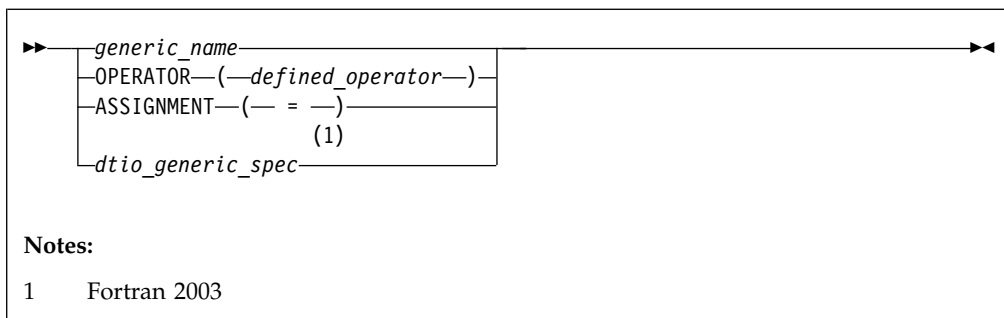 generic_name
OPERATOR ( defined_operator )
ASSIGNMENT ( = )
(1)
dtio_generic_spec
Notes:
1 Fortran 2003